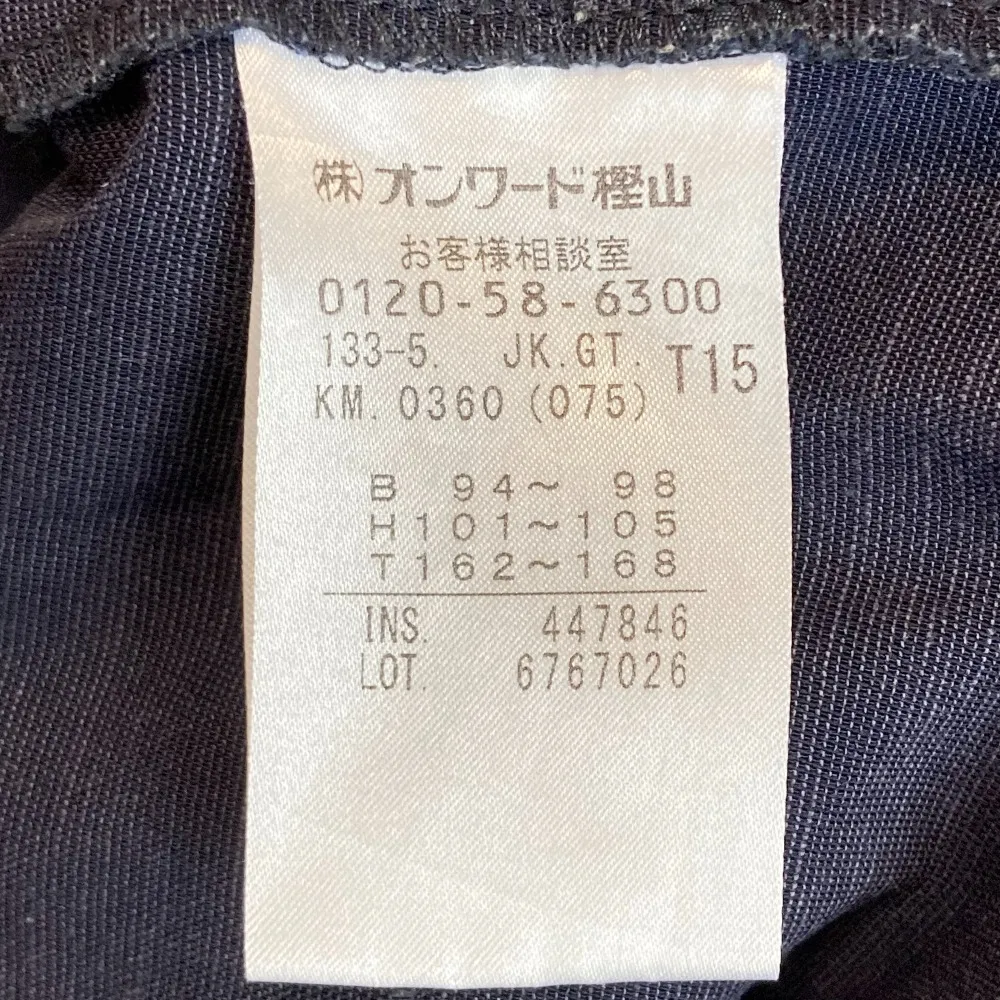 ㈱オンワード樫山
お客様相談室
0120-58-6300
133-5. JK.GT. T15
KM. 0360 (075)
B 94～ 98
H101～105
T162～168
INS. 447846
LOT. 6767026